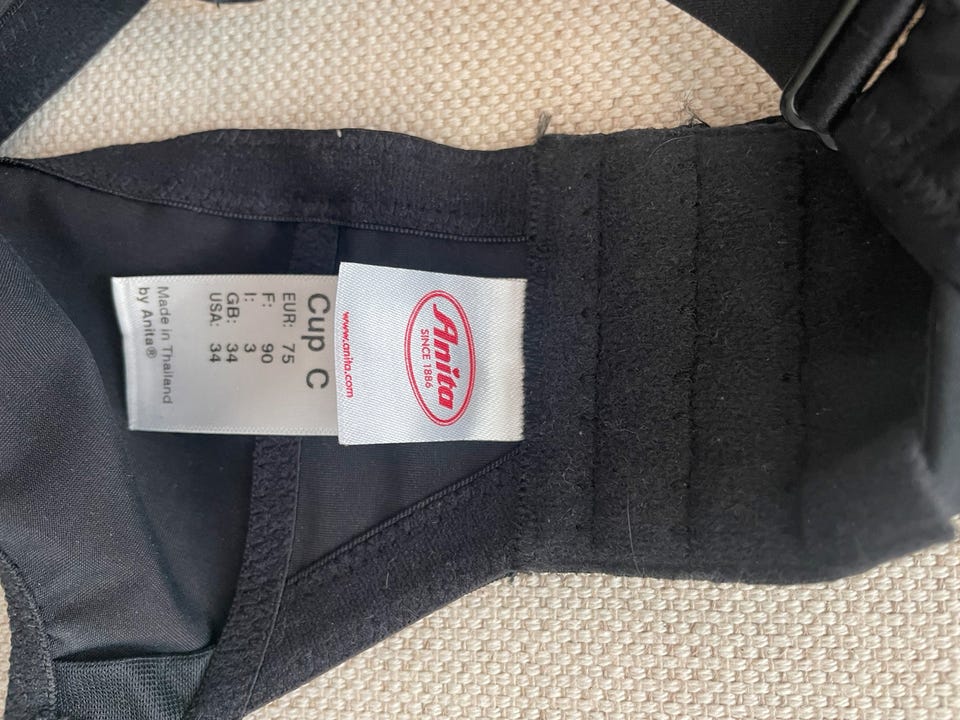 Anita
SINCE 1886
www.anita.com
Cup C
EUR: 75
F: 90
I: 3
GB: 34
USA: 34
Made in Thailand
by Anita®